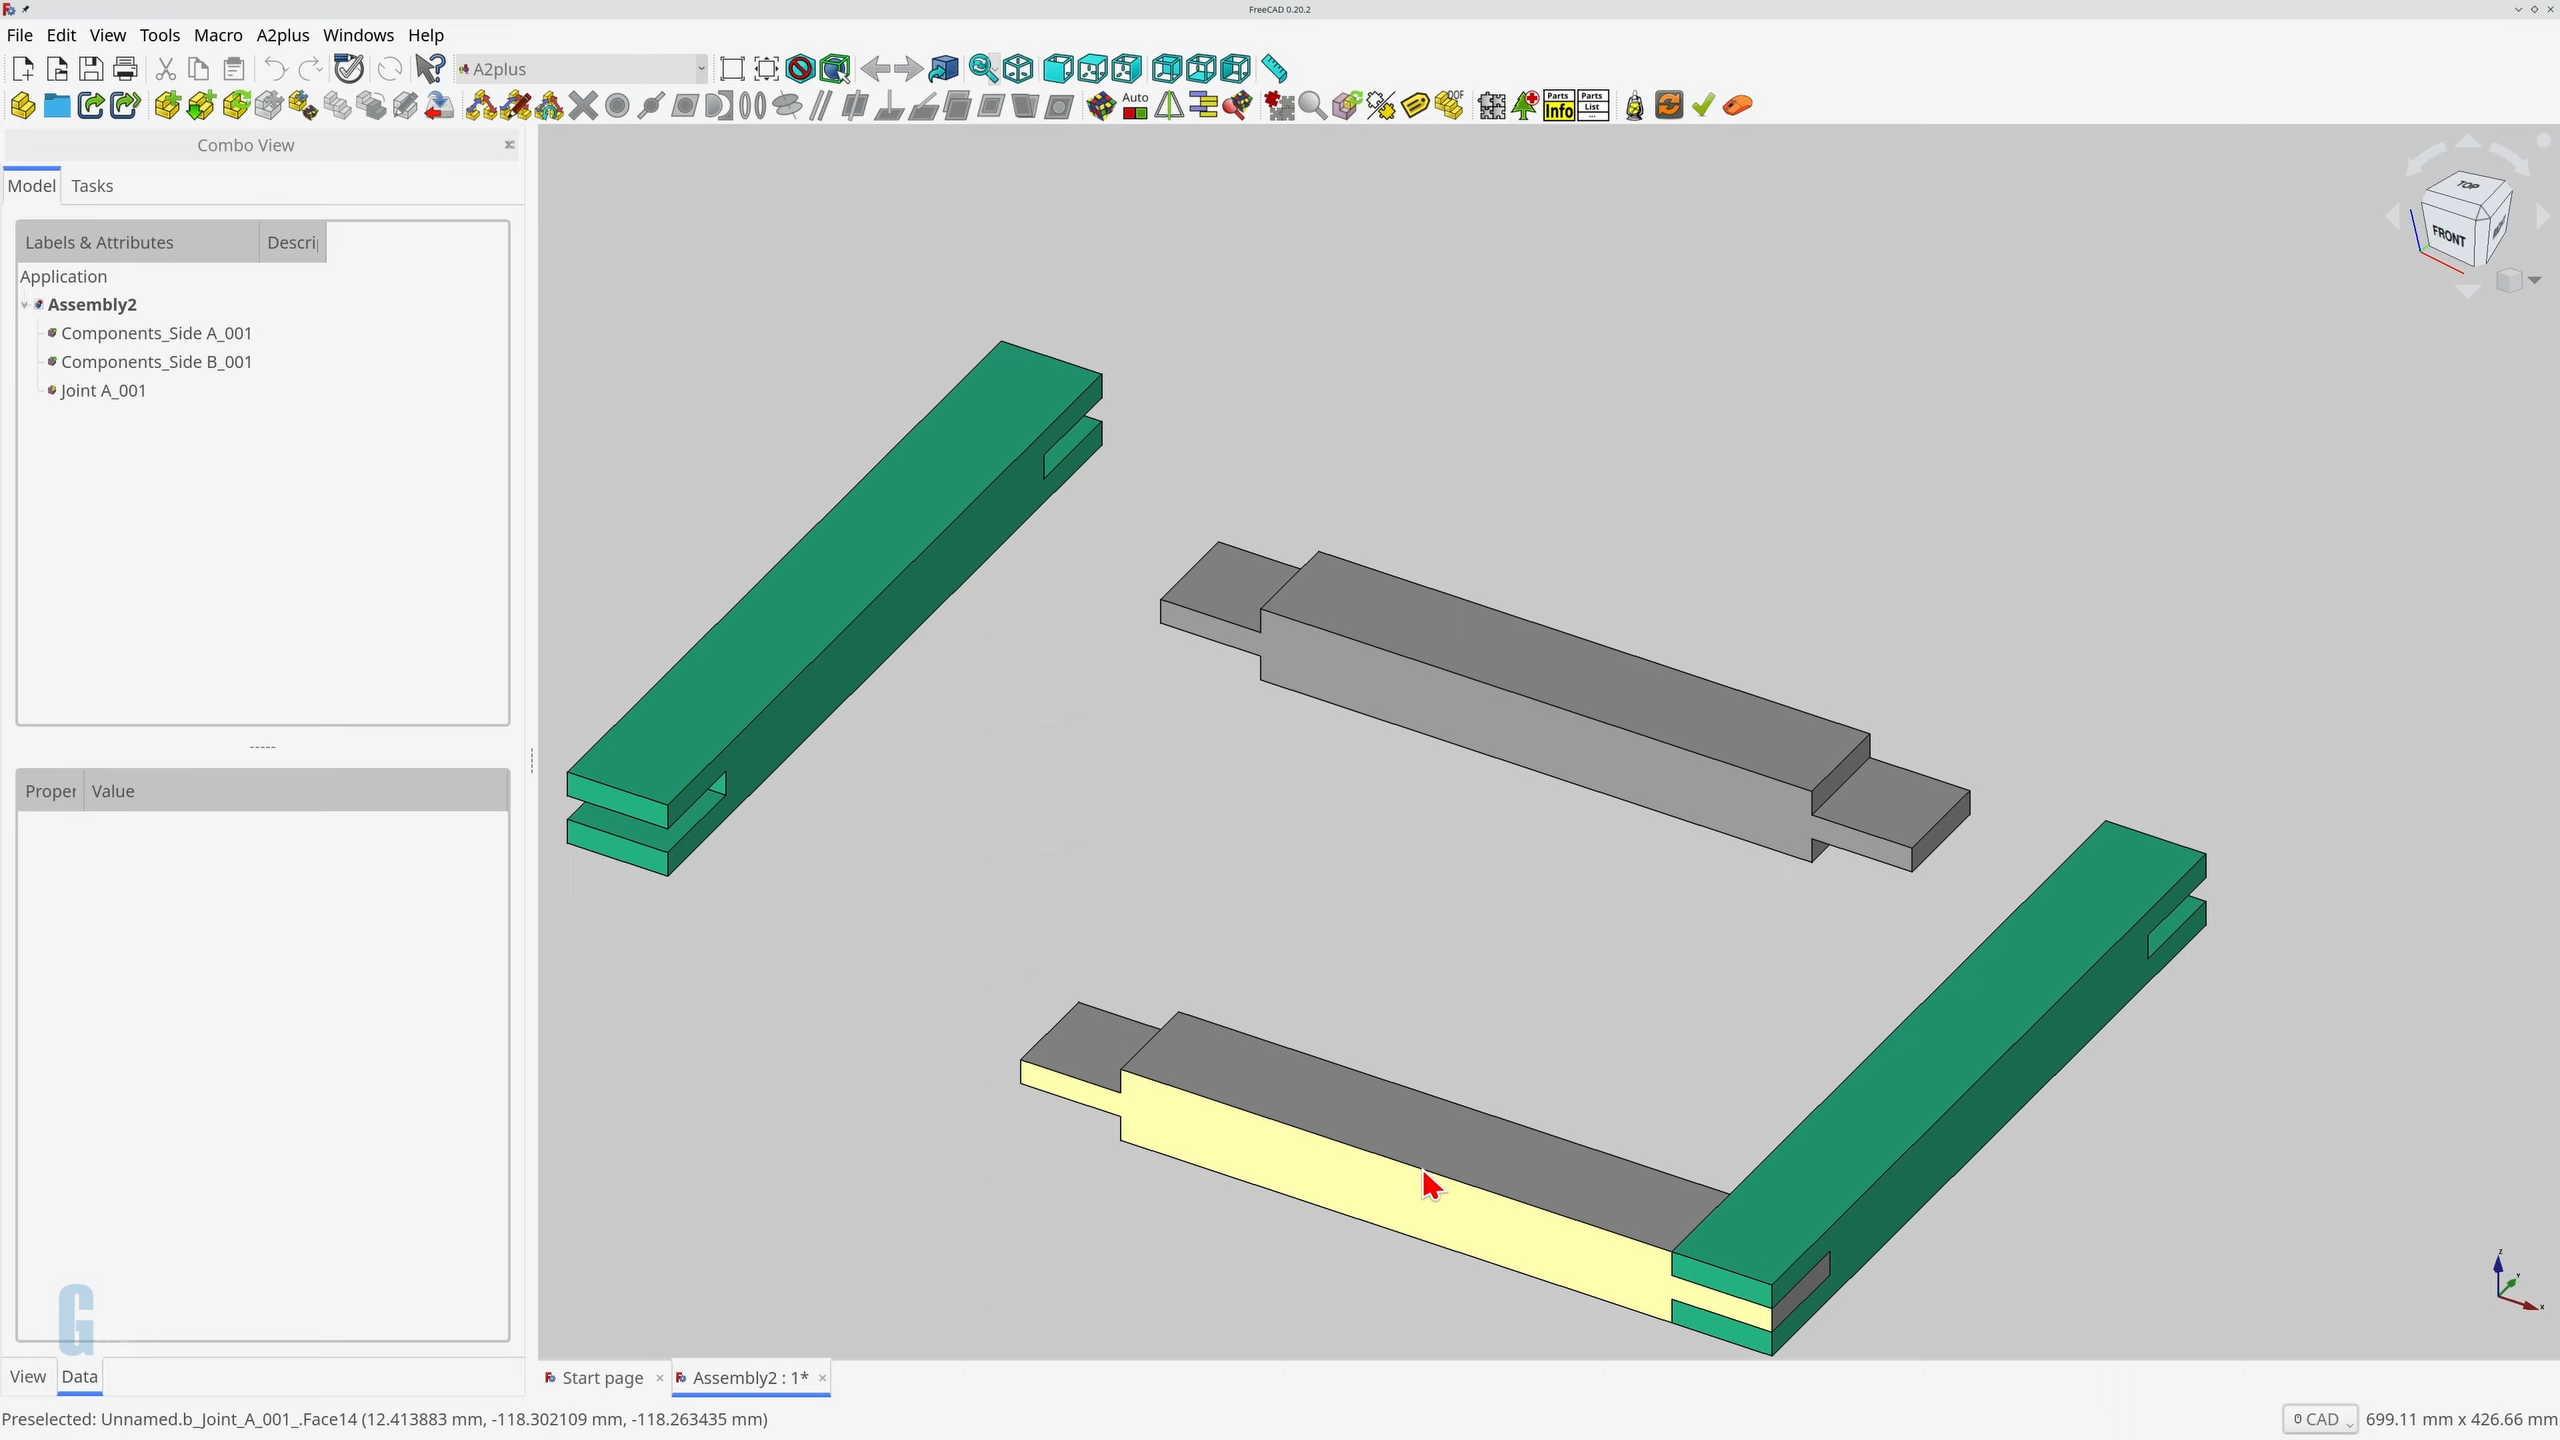 FreeCAD 0.20.2
File Edit View Tools Macro A2plus Windows Help
A2plus
Auto
DOF
Parts Info
Parts List
Combo View
Model Tasks
Labels & Attributes Descri
Application
Assembly2
Components_Side A_001
Components_Side B_001
Joint A_001
Proper Value
TOP
FRONT
Z
Y
X
G
View Data
Start page
Assembly2 : 1*
Preselected: Unnamed.b_Joint_A_001_.Face14 (12.413883 mm, -118.302109 mm, -118.263435 mm)
CAD
699.11 mm x 426.66 mm